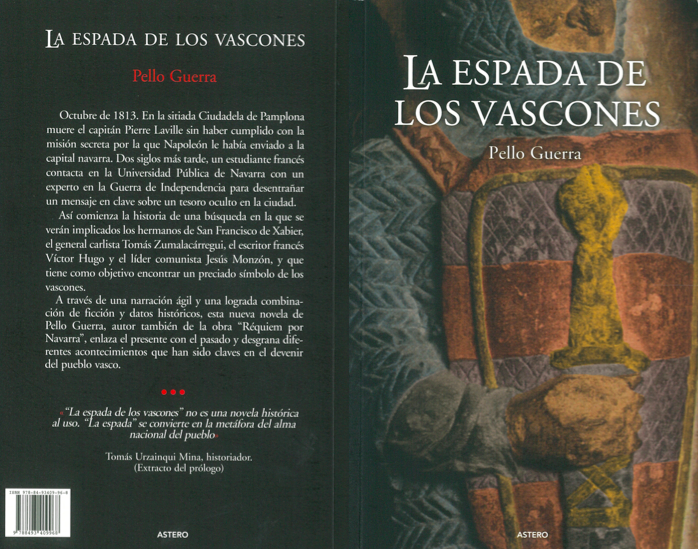 LA ESPADA DE LOS VASCONES
Pello Guerra
Octubre de 1813. En la sitiada Ciudadela de Pamplona
muere el capitán Pierre Laville sin haber cumplido con la
misión secreta por la que Napoleón le había enviado a la
capital navarra. Dos siglos más tarde, un estudiante francés
contacta en la Universidad Pública de Navarra con un
experto en la Guerra de Independencia para desentrañar
un mensaje en clave sobre un tesoro oculto en la ciudad.
Así comienza la historia de una búsqueda en la que se
verán implicados los hermanos de San Francisco de Xabier,
el general carlista Tomás Zumalacárregui, el escritor francés
Víctor Hugo y el líder comunista Jesús Monzón, y que
tiene como objetivo encontrar un preciado símbolo de los
vascones.
A través de una narración ágil y una lograda combina-
ción de ficción y datos históricos, esta nueva novela de
Pello Guerra, autor también de la obra “Réquiem por
Navarra”, enlaza el presente con el pasado y desgrana dife-
rentes acontecimientos que han sido claves en el devenir
del pueblo vasco.
«“La espada de los vascones” no es una novela histórica
al uso. “La espada” se convierte en la metáfora del alma
nacional del pueblo»
Tomás Urzainqui Mina, historiador.
(Extracto del prólogo)
ISBN 978-84-93409-96-8
9 788493 409968
ASTERO
LA ESPADA DE
LOS VASCONES
Pello Guerra
ASTERO